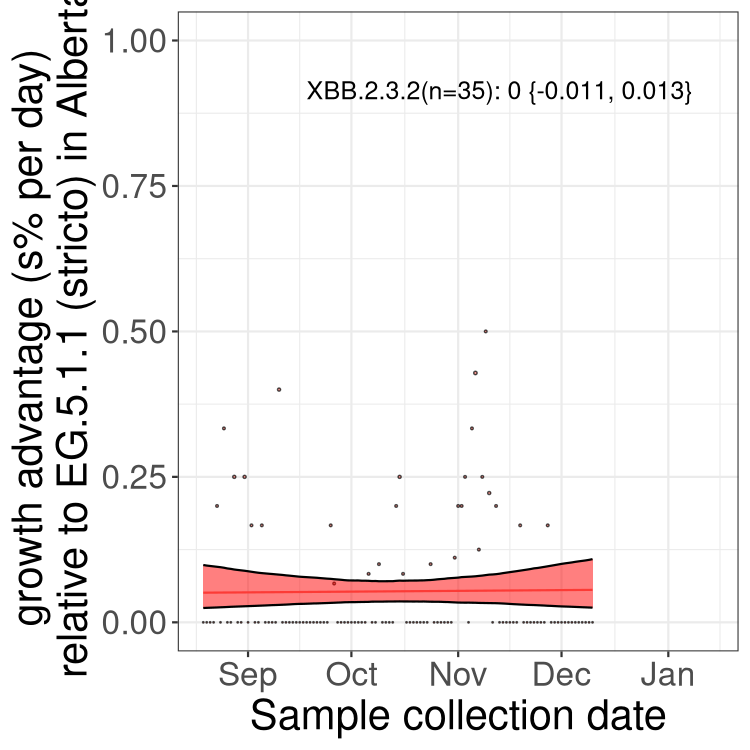 growth advantage (s% per day)
relative to EG.5.1.1 (stricto) in Alberta
1.00
0.75
0.50
0.25
0.00
XBB.2.3.2(n=35): 0 {-0.011, 0.013}
Sep Oct Nov Dec Jan
Sample collection date